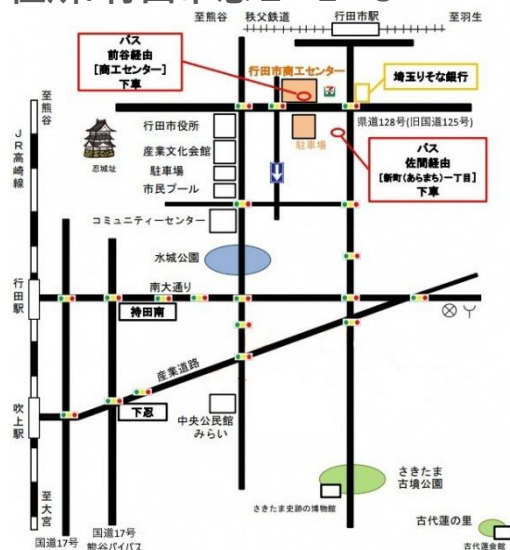 至熊谷
秩父鉄道
行田市駅
至羽生
バス
前谷経由
[商工センター]
下車
行田市商工センター
埼玉りそな銀行
至熊谷
JR高崎線
忍城址
行田市役所
産業文化会館
駐車場
市民プール
駐車場
県道128号(旧国道125号)
バス
佐間経由
[新町(あらまち)一丁目]
下車
コミュニティーセンター
水城公園
行田駅
南大通り
持田南
産業道路
吹上駅
下忍
中央公民館
みらい
さきたま
古墳公園
さきたま史跡の博物館
至大宮
国道17号
国道17号
熊谷バイパス
古代蓮の里
古代蓮会館